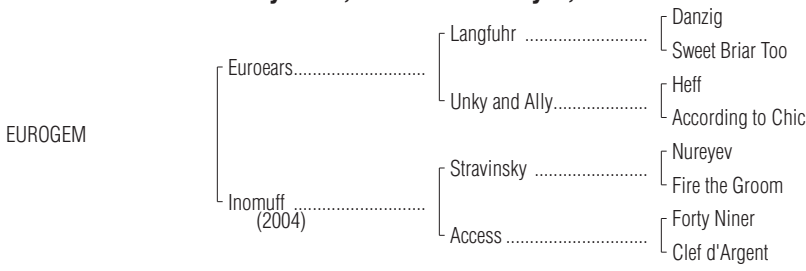 Danzig
Langfuhr ..............................
Sweet Briar Too
Euroears................................
Heff
Unky and Ally.......................
According to Chic
EUROGEM
Nureyev
Stravinsky ...........................
Fire the Groom
Inomuff ................................
(2004)
Forty Niner
Access ..................................
Clef d'Argent